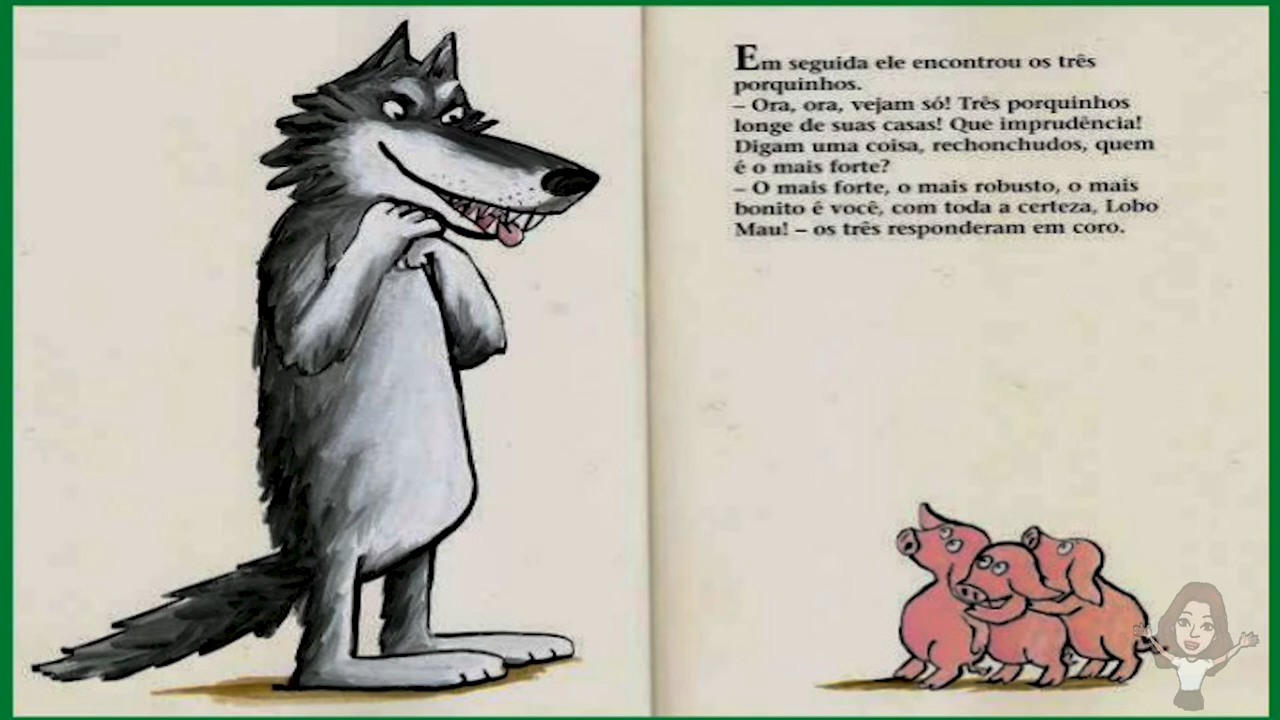 Em seguida ele encontrou os três
porquinhos.
– Ora, ora, vejam só! Três porquinhos
longe de suas casas! Que imprudência!
Digam uma coisa, rechonchudos, quem
é o mais forte?
– O mais forte, o mais robusto, o mais
bonito é você, com toda a certeza, Lobo
Mau! – os três responderam em coro.